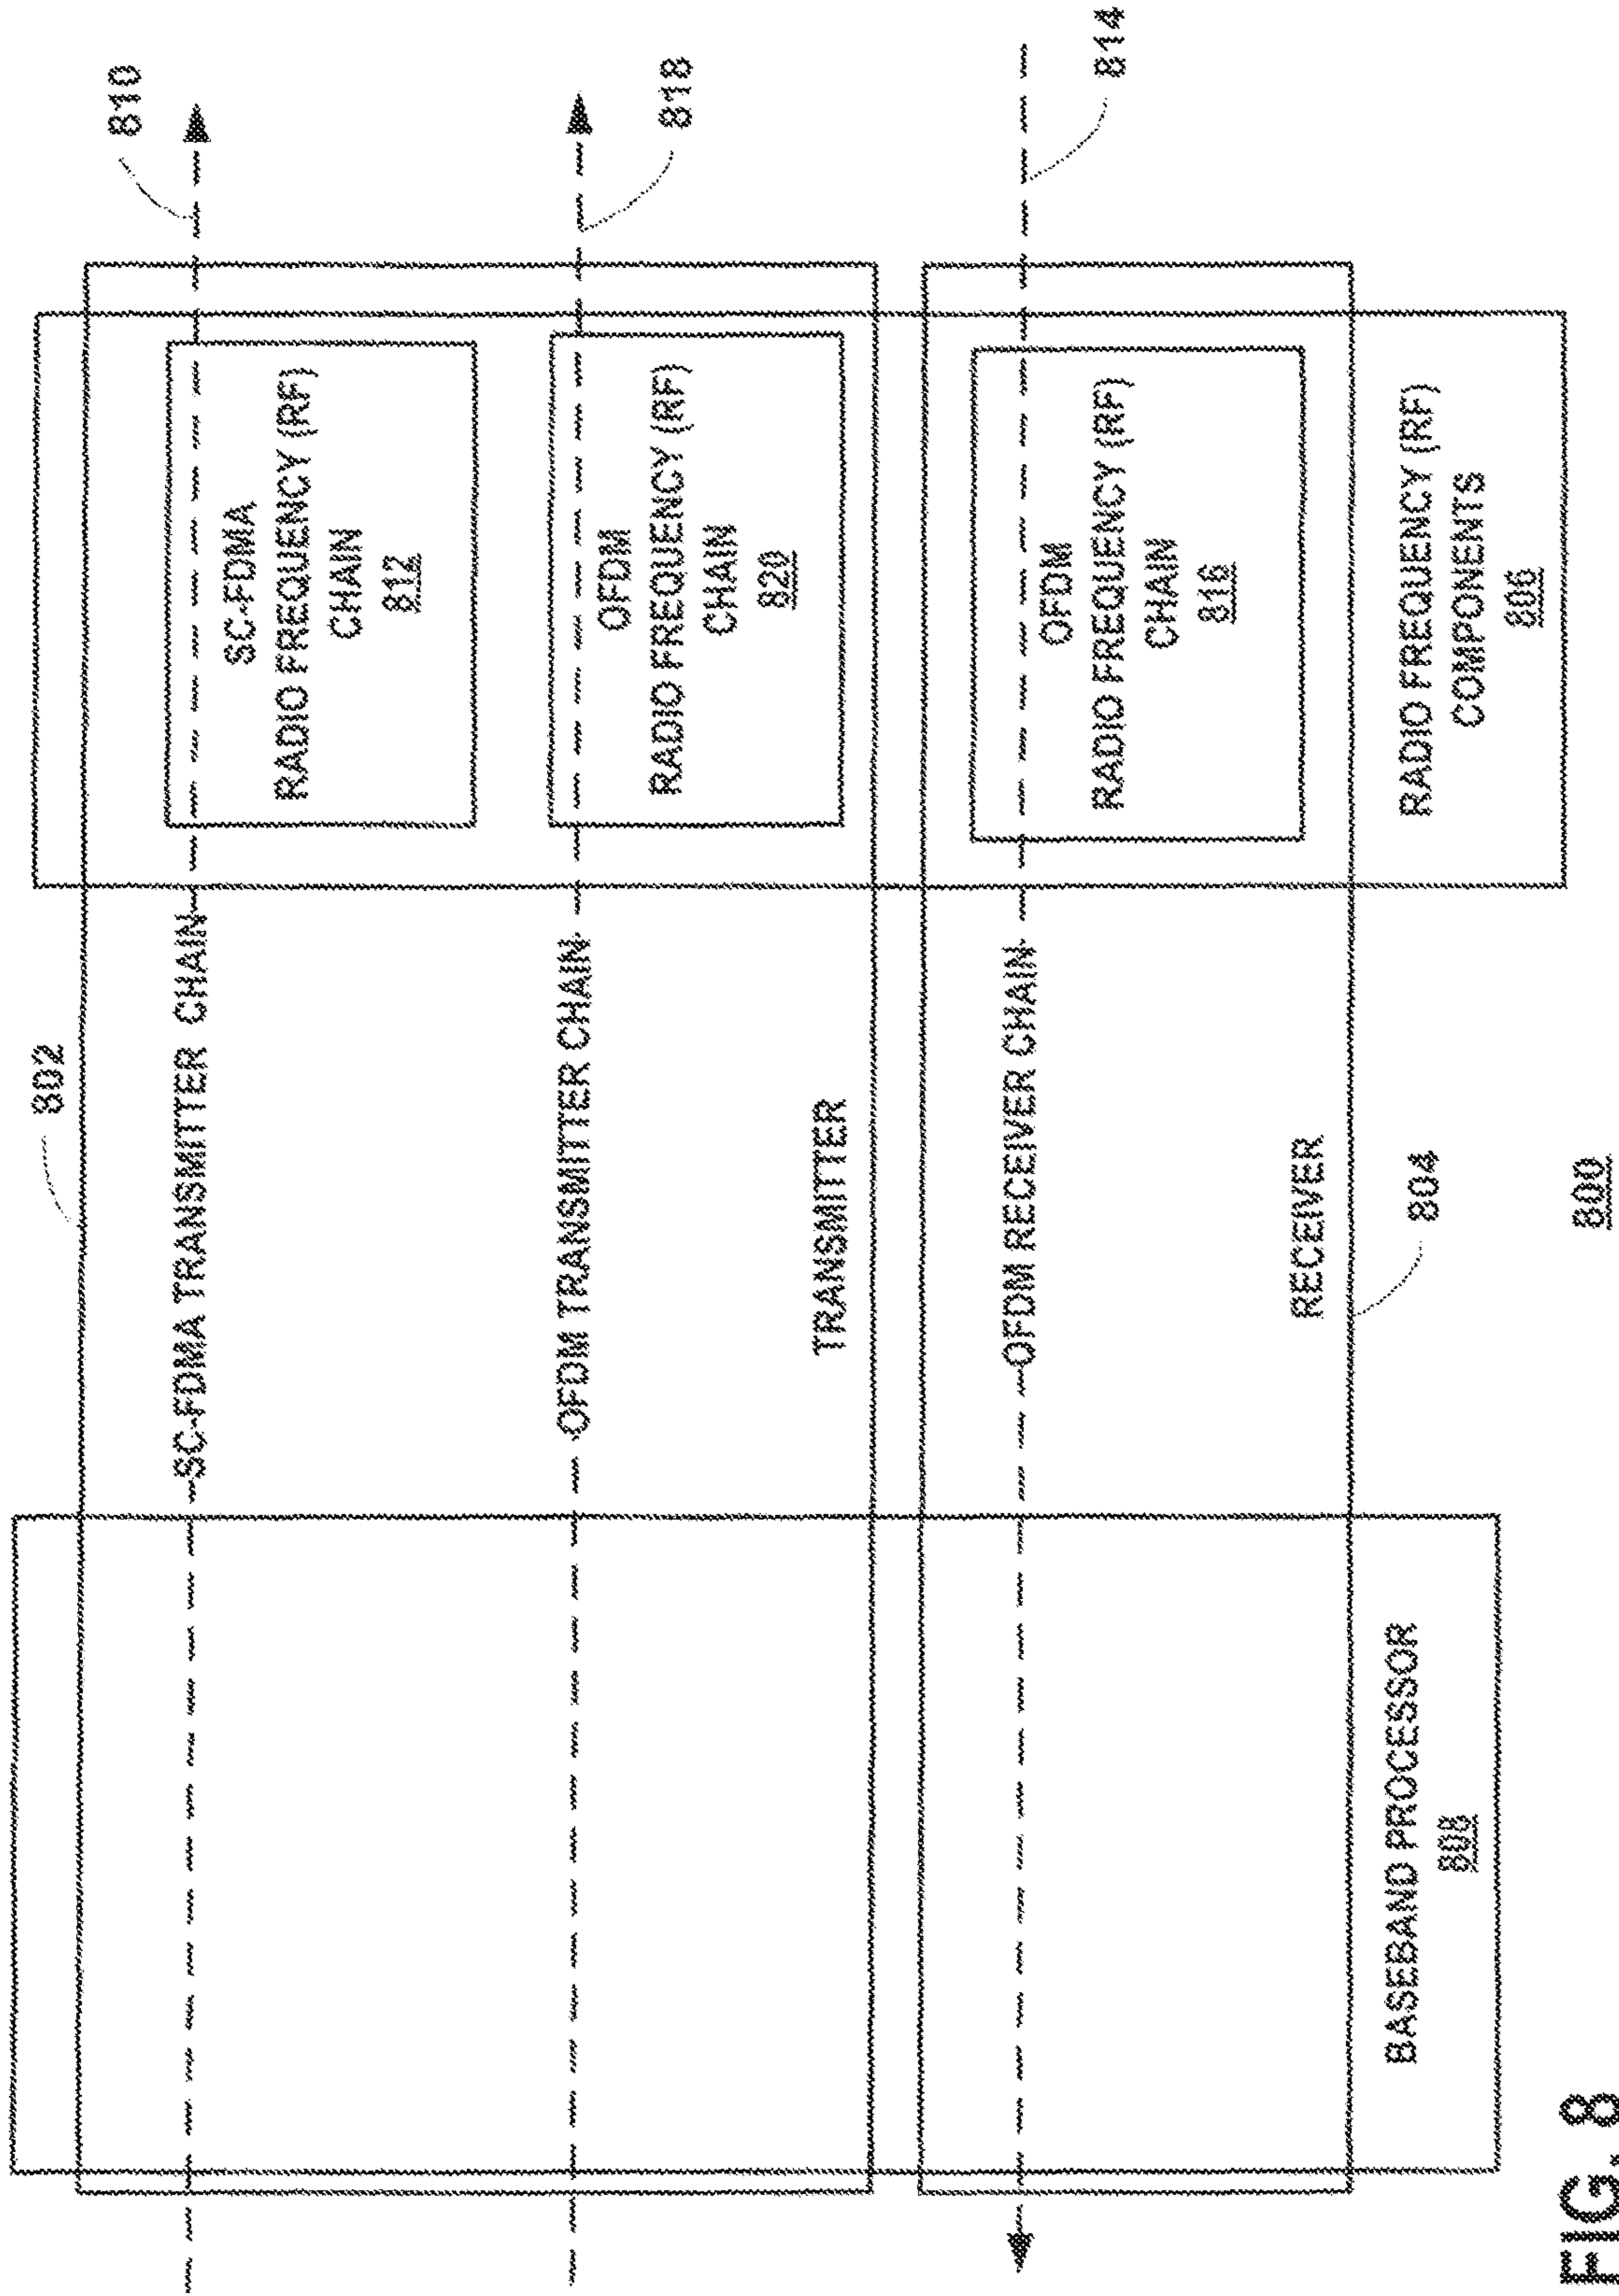 802
810
SC-FDMA TRANSMITTER CHAIN
SC-FDMA
RADIO FREQUENCY (RF)
CHAIN
812
818
OFDM TRANSMITTER CHAIN
OFDM
RADIO FREQUENCY (RF)
CHAIN
820
TRANSMITTER
814
OFDM RECEIVER CHAIN
OFDM
RADIO FREQUENCY (RF)
CHAIN
816
RECEIVER
804
BASEBAND PROCESSOR
808
RADIO FREQUENCY (RF)
COMPONENTS
806
800
FIG. 8